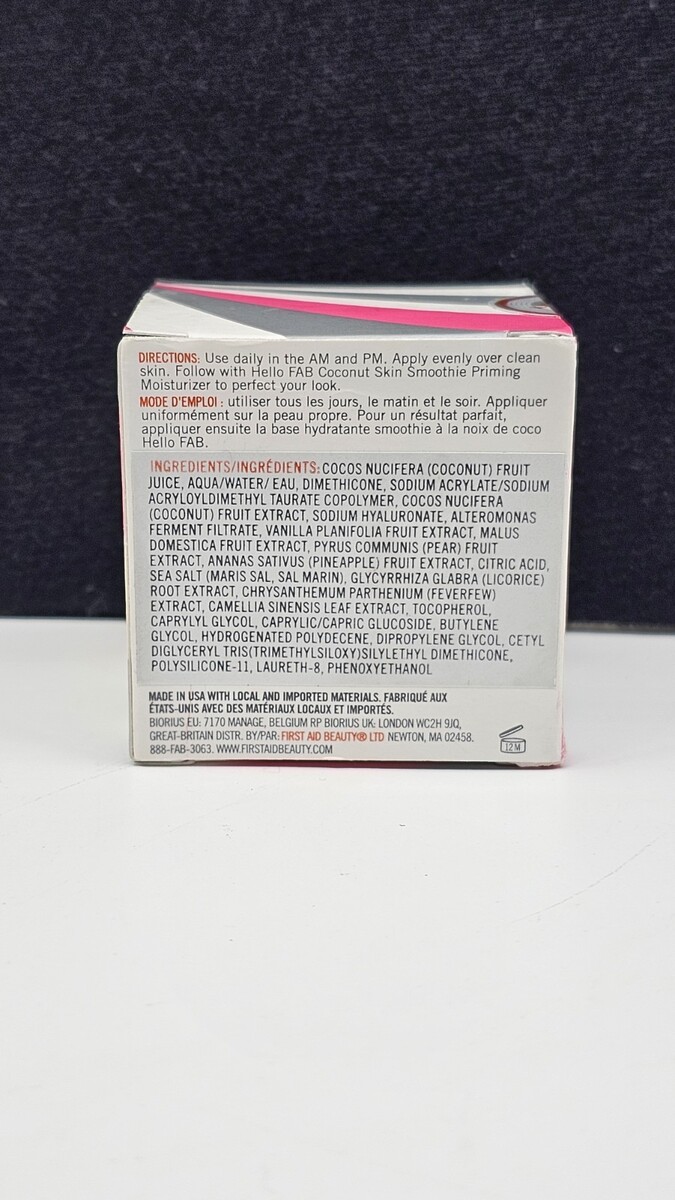 DIRECTIONS: Use daily in the AM and PM. Apply evenly over clean
skin. Follow with Hello FAB Coconut Skin Smoothie Priming
Moisturizer to perfect your look.
MODE D'EMPLOI : utiliser tous les jours, le matin et le soir. Appliquer
uniformément sur la peau propre. Pour un résultat parfait,
appliquer ensuite la base hydratante smoothie à la noix de coco
Hello FAB.
INGREDIENTS/INGRÉDIENTS: COCOS NUCIFERA (COCONUT) FRUIT
JUICE, AQUA/WATER/ EAU, DIMETHICONE, SODIUM ACRYLATE/SODIUM
ACRYLOYLDIMETHYL TAURATE COPOLYMER, COCOS NUCIFERA
(COCONUT) FRUIT EXTRACT, SODIUM HYALURONATE, ALTEROMONAS
FERMENT FILTRATE, VANILLA PLANIFOLIA FRUIT EXTRACT, MALUS
DOMESTICA FRUIT EXTRACT, PYRUS COMMUNIS (PEAR) FRUIT
EXTRACT, ANANAS SATIVUS (PINEAPPLE) FRUIT EXTRACT, CITRIC ACID,
SEA SALT (MARIS SAL, SAL MARIN), GLYCYRRHIZA GLABRA (LICORICE)
ROOT EXTRACT, CHRYSANTHEMUM PARTHENIUM (FEVERFEW)
EXTRACT, CAMELLIA SINENSIS LEAF EXTRACT, TOCOPHEROL,
CAPRYLYL GLYCOL, CAPRYLIC/CAPRIC GLUCOSIDE, BUTYLENE
GLYCOL, HYDROGENATED POLYDECENE, DIPROPYLENE GLYCOL, CETYL
DIGLYCERYL TRIS(TRIMETHYLSILOXY)SILYLETHYL DIMETHICONE,
POLYSILICONE-11, LAURETH-8, PHENOXYETHANOL
MADE IN USA WITH LOCAL AND IMPORTED MATERIALS. FABRIQUÉ AUX
ÉTATS-UNIS AVEC DES MATÉRIAUX LOCAUX ET IMPORTÉS.
BIORIUS EU: 7170 MANAGE, BELGIUM RP BIORIUS UK: LONDON WC2H 9JQ,
GREAT-BRITAIN DISTR. BY/PAR: FIRST AID BEAUTY® LTD NEWTON, MA 02458.
888-FAB-3063. WWW.FIRSTAIDBEAUTY.COM
12M